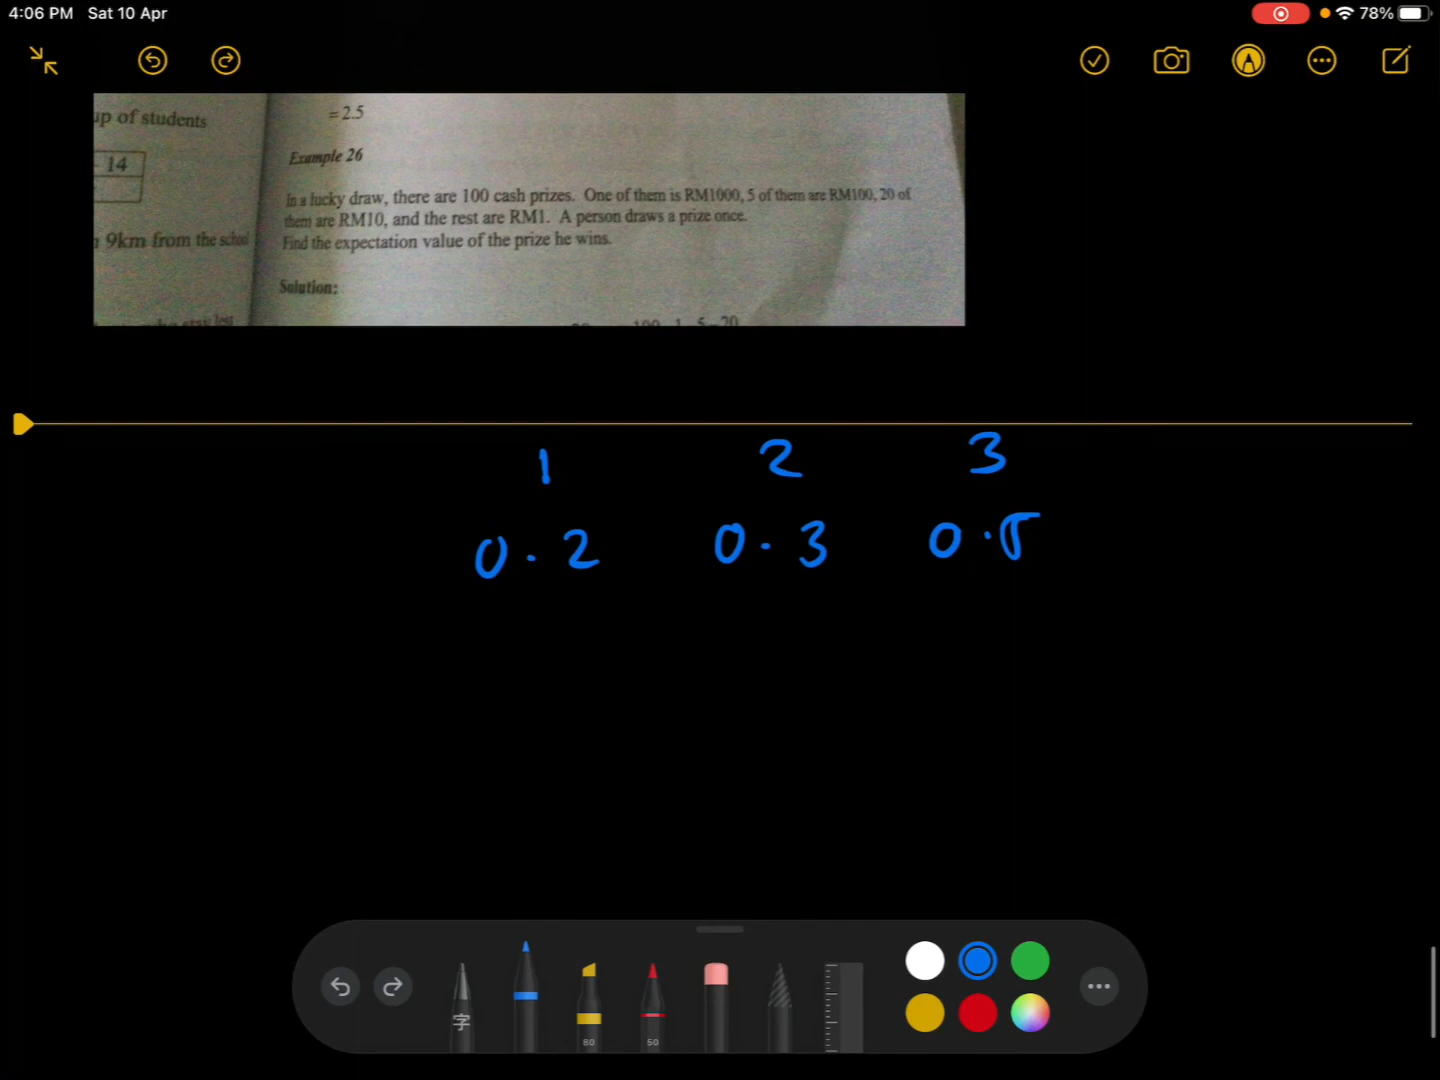 4:06 PM Sat 10 Apr 78%
up of students
14
9km from the school
= 2.5
Example 26
In a lucky draw, there are 100 cash prizes. One of them is RM1000, 5 of them are RM100, 20 of
them are RM10, and the rest are RM1. A person draws a prize once.
Find the expectation value of the prize he wins.
Solution:
1 2 3
0.2 0.3 0.5
字 80 50